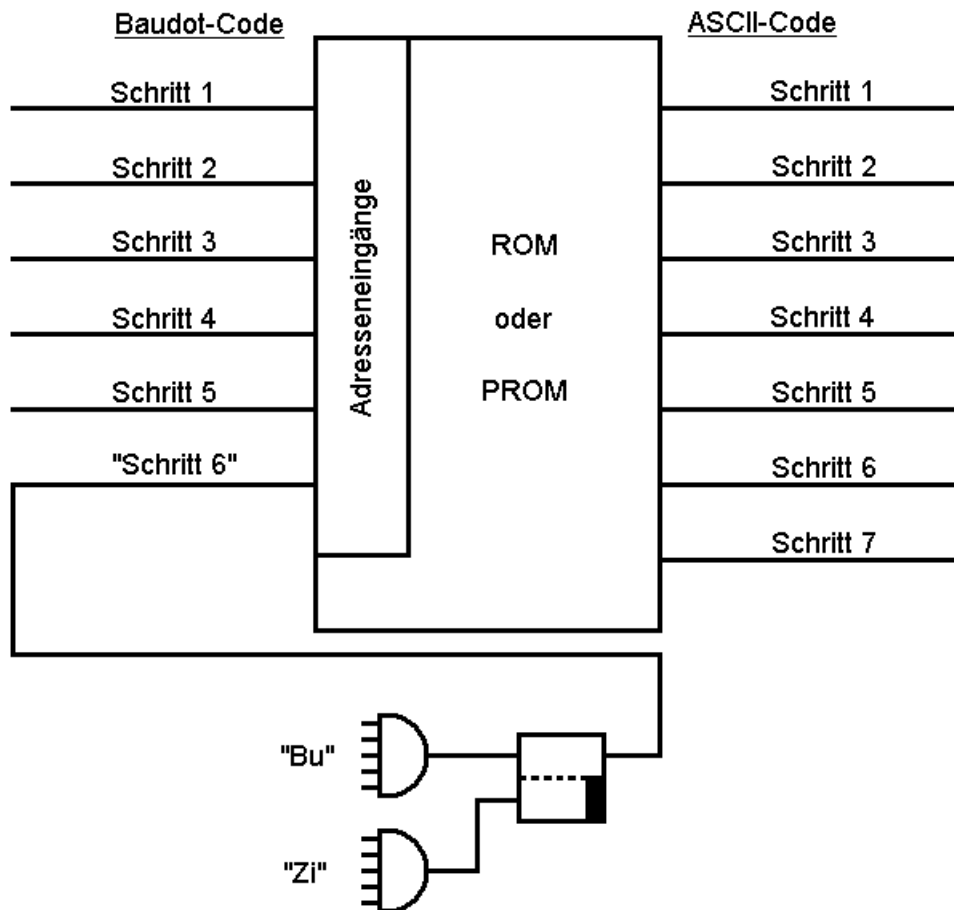 Baudot-Code
ASCII-Code
Schritt 1
Schritt 1
Schritt 2
Schritt 2
Schritt 3
Schritt 3
Schritt 4
Schritt 4
Schritt 5
Schritt 5
"Schritt 6"
Schritt 6
Schritt 7
Adresseneingänge
ROM
oder
PROM
"Bu"
"Zi"